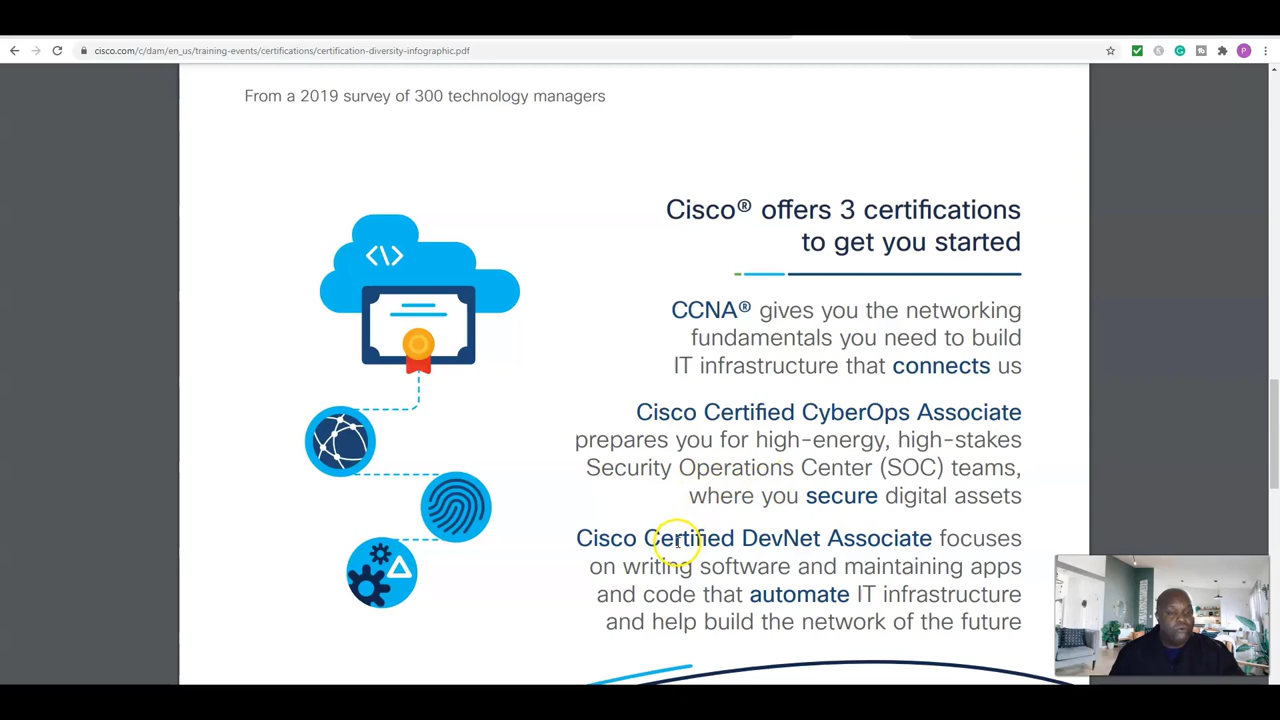 cisco.com/c/dam/en_us/training-events/certifications/certification-diversity-infographic.pdf
P
From a 2019 survey of 300 technology managers
Cisco® offers 3 certifications
to get you started
<\>
CCNA® gives you the networking
fundamentals you need to build
IT infrastructure that connects us
Cisco Certified CyberOps Associate
prepares you for high-energy, high-stakes
Security Operations Center (SOC) teams,
where you secure digital assets
Cisco Certified DevNet Associate focuses
on writing software and maintaining apps
and code that automate IT infrastructure
and help build the network of the future